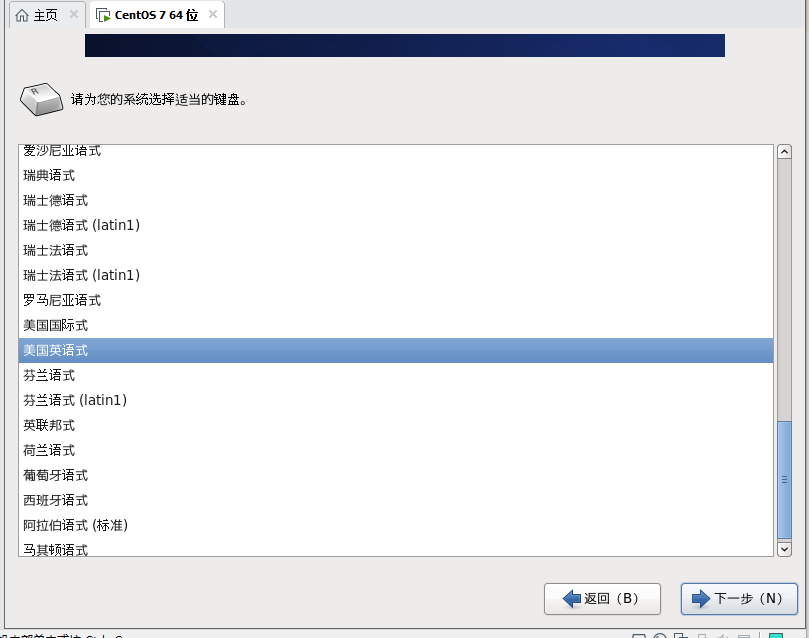 主页
CentOS 7 64 位
请为您的系统选择适当的键盘。
爱沙尼亚语式
瑞典语式
瑞士德语式
瑞士德语式 (latin1)
瑞士法语式
瑞士法语式 (latin1)
罗马尼亚语式
美国国际式
美国英语式
芬兰语式
芬兰语式 (latin1)
英联邦式
荷兰语式
葡萄牙语式
西班牙语式
阿拉伯语式 (标准)
马其顿语式
返回（B）
下一步（N）